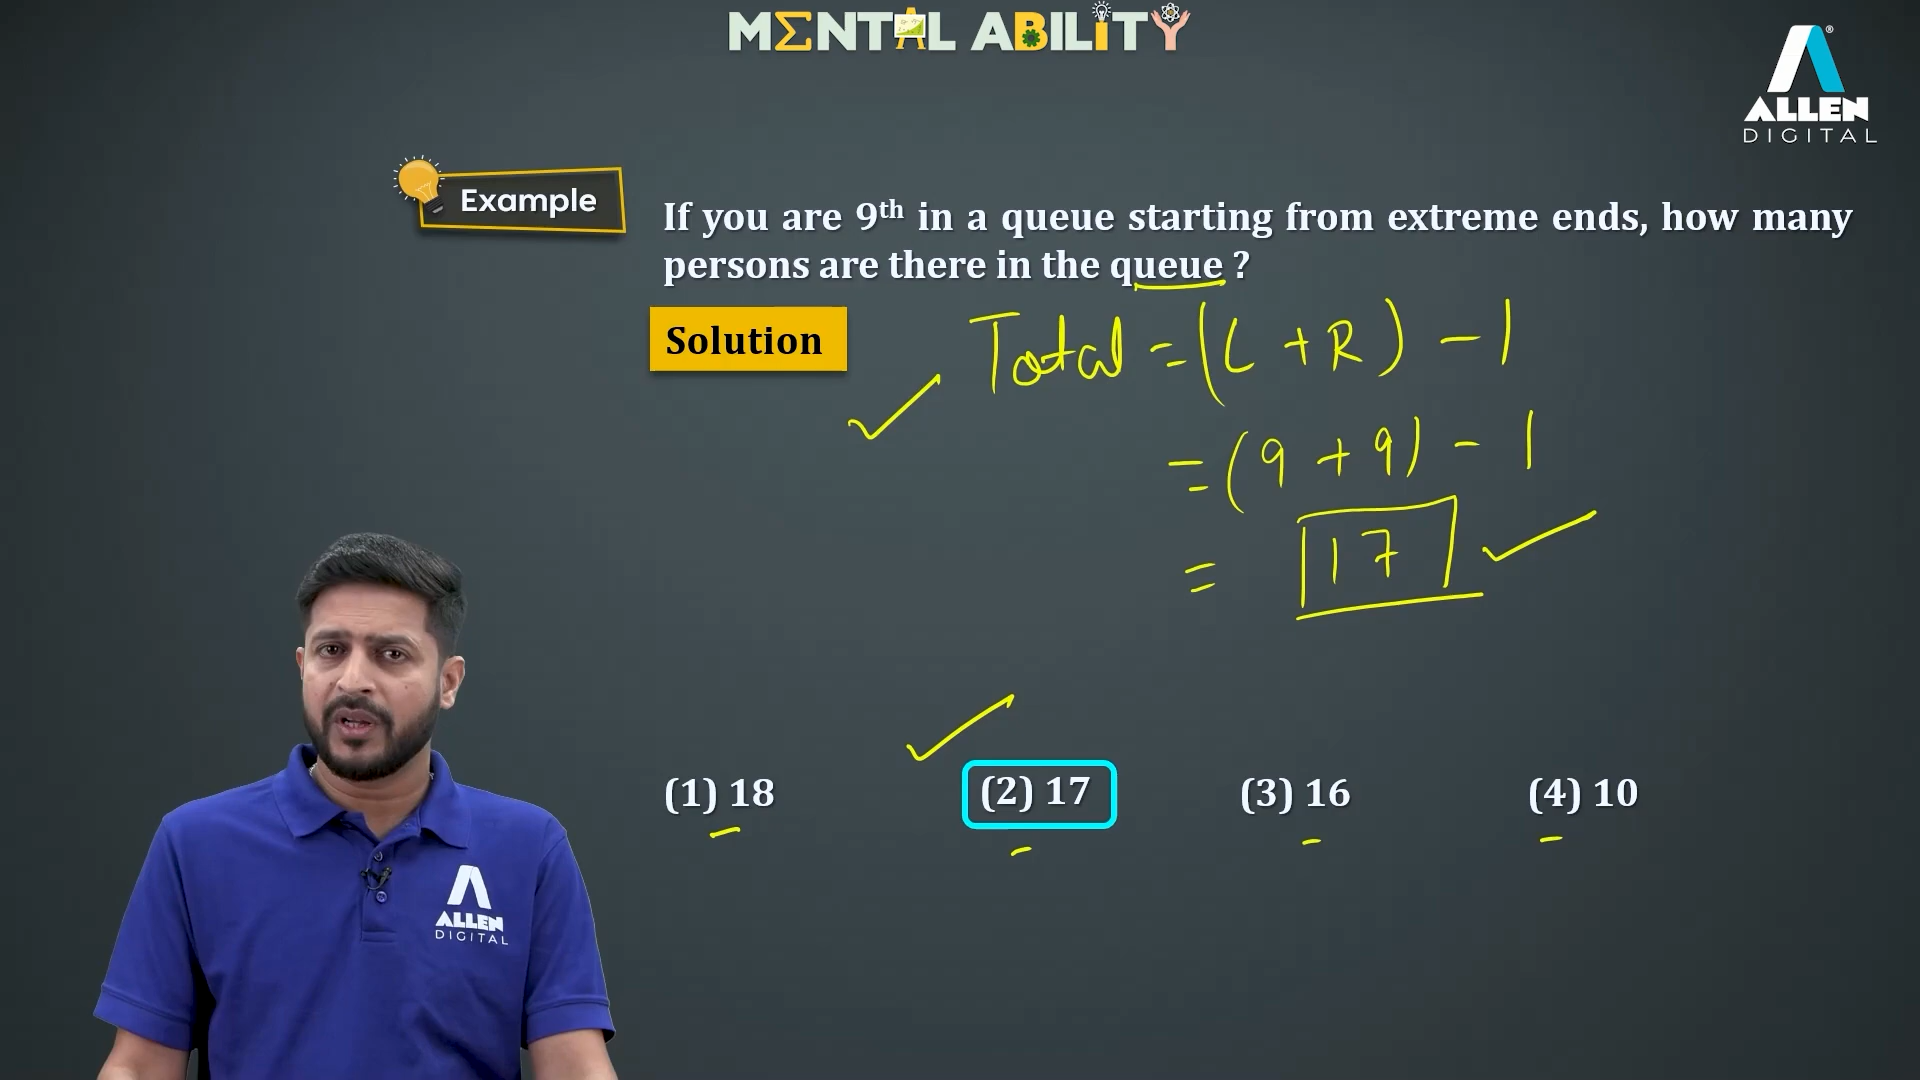 MENTAL ABILITY
ALLEN
DIGITAL
Example
If you are 9th in a queue starting from extreme ends, how many
persons are there in the queue ?
Solution
Total = (L + R) - 1
= (9 + 9) - 1
= 17
(1) 18 (2) 17 (3) 16 (4) 10
ALLEN
DIGITAL